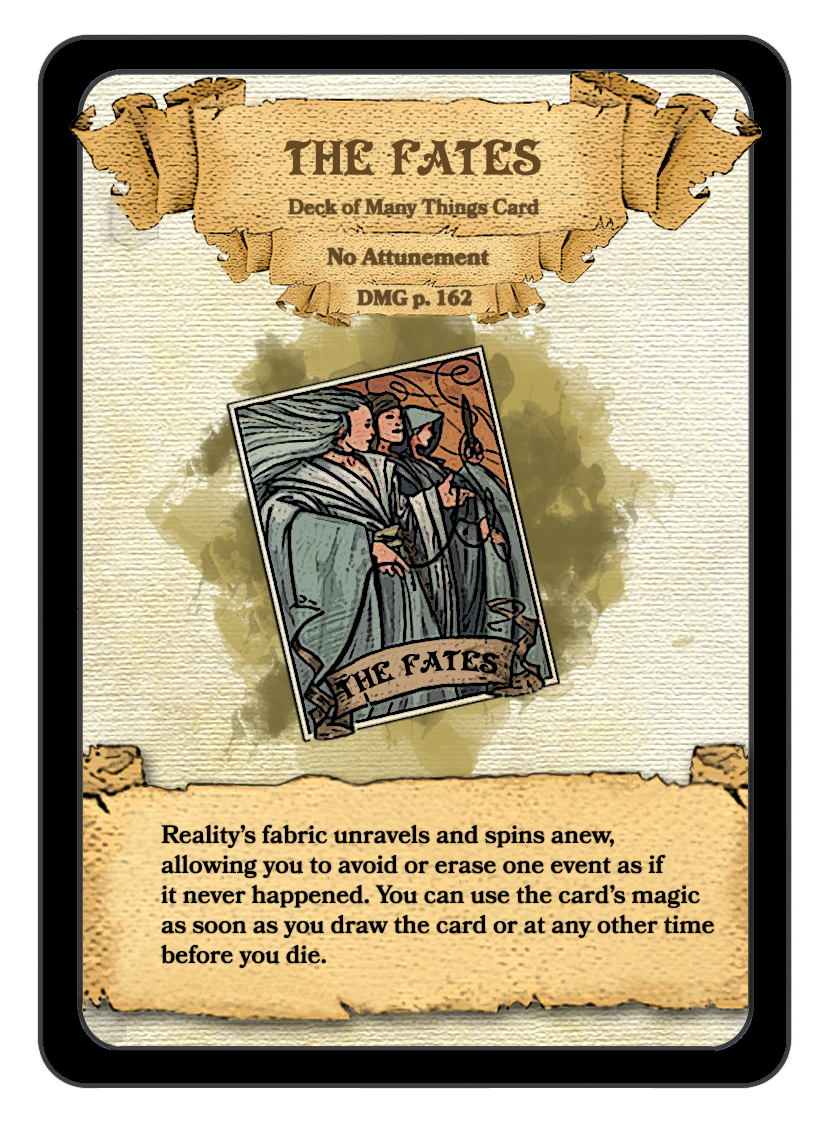 THE FATES
Deck of Many Things Card
No Attunement
DMG p. 162
THE FATES
Reality’s fabric unravels and spins anew,
allowing you to avoid or erase one event as if
it never happened. You can use the card’s magic
as soon as you draw the card or at any other time
before you die.